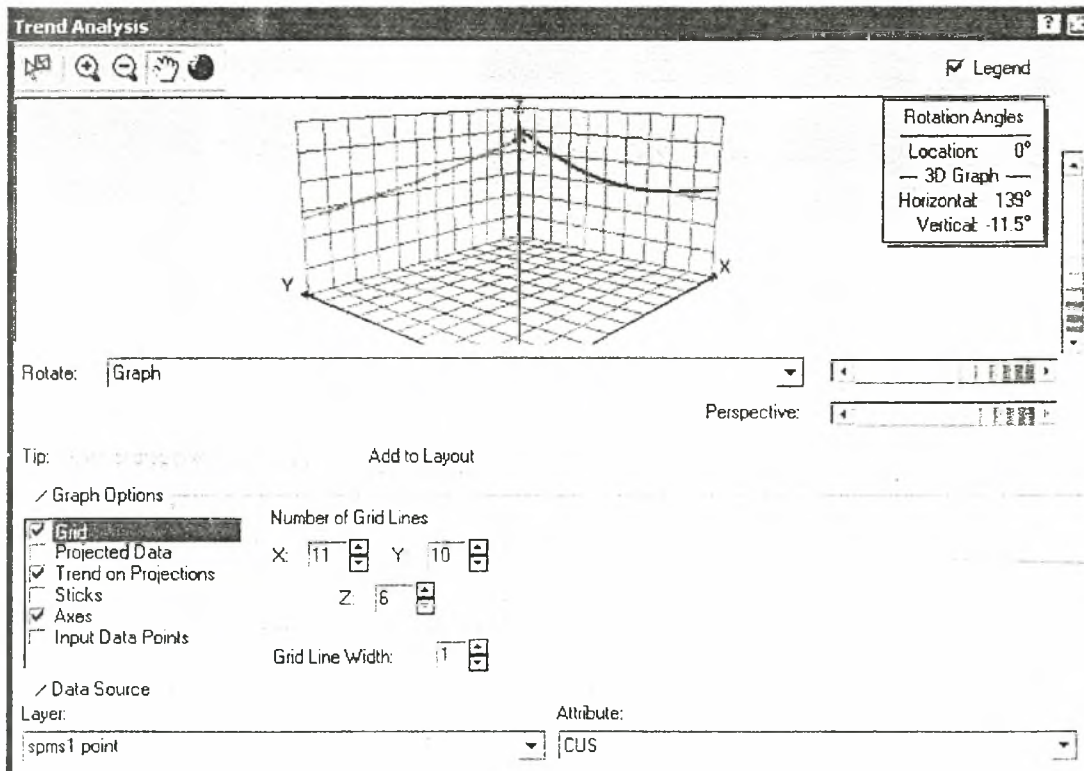 Trend Analysis
Legend
Z
Rotation Angles
Location: 0°
— 3D Graph —
Horizontal: 139°
Vertical: -11.5°
Y
X
Rotate: Graph
Perspective:
Tip:
Add to Layout
Graph Options
Grid
Projected Data
Trend on Projections
Sticks
Axes
Input Data Points
Number of Grid Lines
X: 11 Y: 10
Z: 6
Grid Line Width: 1
Data Source
Layer:
Attribute:
spms1 point
CUS